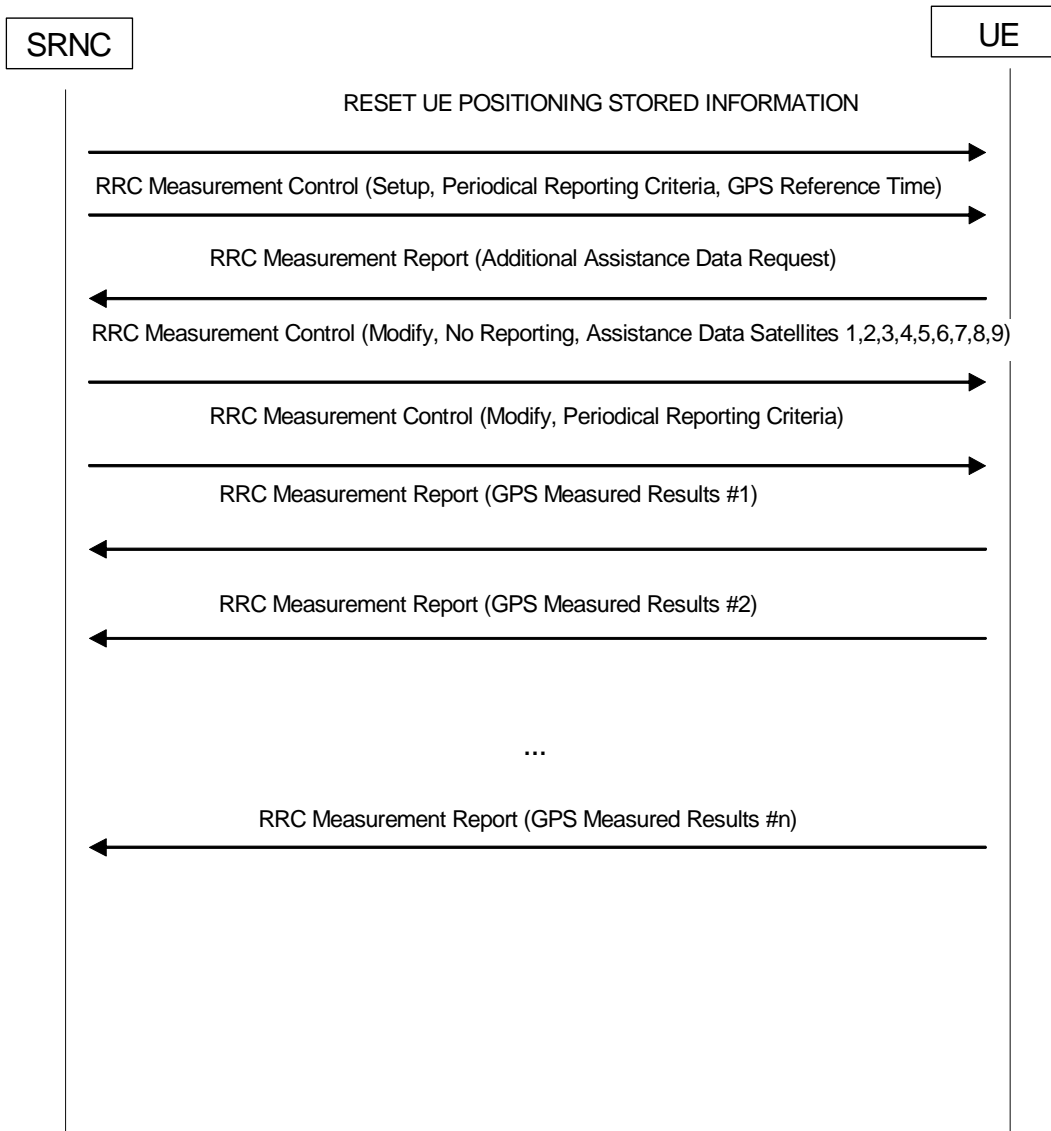 SRNC
UE
RESET UE POSITIONING STORED INFORMATION
RRC Measurement Control (Setup, Periodical Reporting Criteria, GPS Reference Time)
RRC Measurement Report (Additional Assistance Data Request)
RRC Measurement Control (Modify, No Reporting, Assistance Data Satellites 1,2,3,4,5,6,7,8,9)
RRC Measurement Control (Modify, Periodical Reporting Criteria)
RRC Measurement Report (GPS Measured Results #1)
RRC Measurement Report (GPS Measured Results #2)
...
RRC Measurement Report (GPS Measured Results #n)